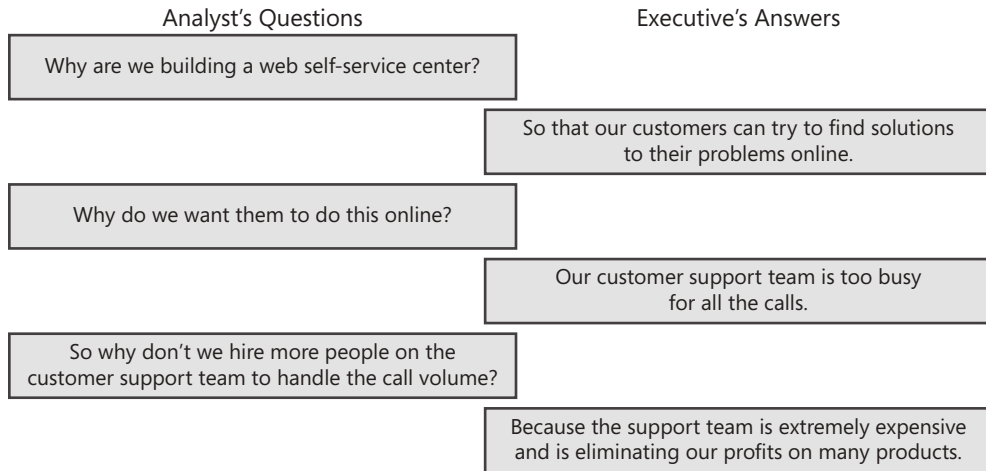 Analyst’s Questions
Executive’s Answers
Why are we building a web self-service center?
So that our customers can try to find solutions
to their problems online.
Why do we want them to do this online?
Our customer support team is too busy
for all the calls.
So why don’t we hire more people on the
customer support team to handle the call volume?
Because the support team is extremely expensive
and is eliminating our profits on many products.